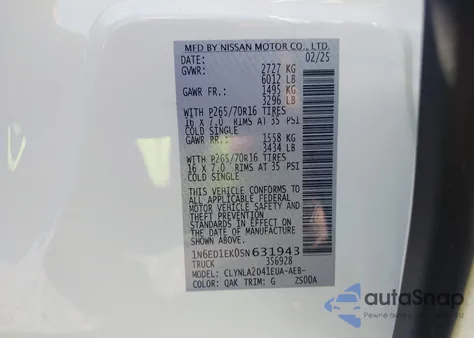 MFD BY NISSAN MOTOR CO., LTD.
DATE: 02/25
GVWR: 2727 KG
6012 LB
GAWR FR.: 1495 KG
3296 LB
WITH P265/70R16 TIRES
16 X 7.0 RIMS AT 35 PSI
COLD SINGLE
GAWR RR.: 1558 KG
3434 LB
WITH P265/70R16 TIRES
16 X 7.0 RIMS AT 35 PSI
COLD SINGLE
THIS VEHICLE CONFORMS TO
ALL APPLICABLE FEDERAL
MOTOR VEHICLE SAFETY AND
THEFT PREVENTION
STANDARDS IN EFFECT ON
THE DATE OF MANUFACTURE
SHOWN ABOVE.
1N6ED1EK0SN631943
TRUCK 356928
MODEL: CLYNLA2D41EUA-AEB-
COLOR: QAK TRIM: G ZS00A
autoSnap
AUCTION VEHICLES